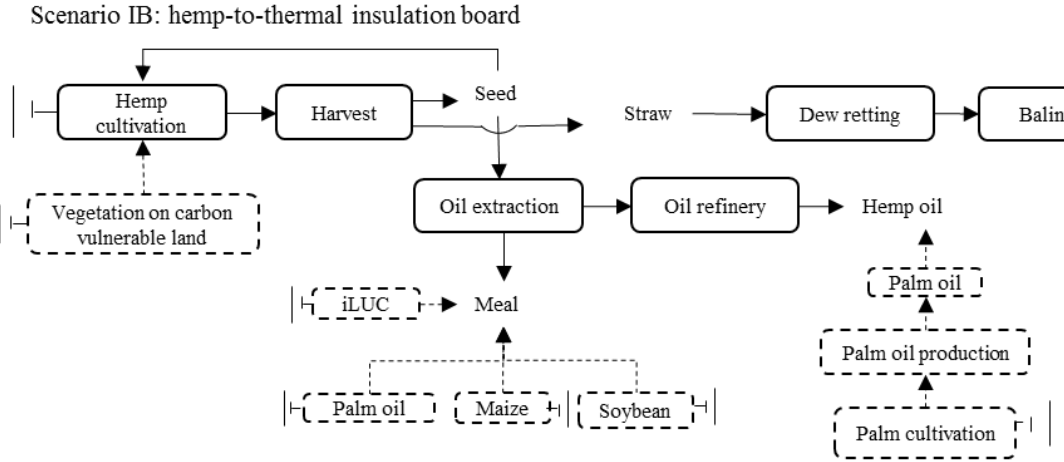 Scenario IB: hemp-to-thermal insulation board
Hemp
cultivation
Harvest
Seed
Straw
Dew retting
Balin
Vegetation on carbon
vulnerable land
Oil extraction
Oil refinery
Hemp oil
iLUC
Meal
Palm oil
Palm oil production
Palm oil
Maize
Soybean
Palm cultivation